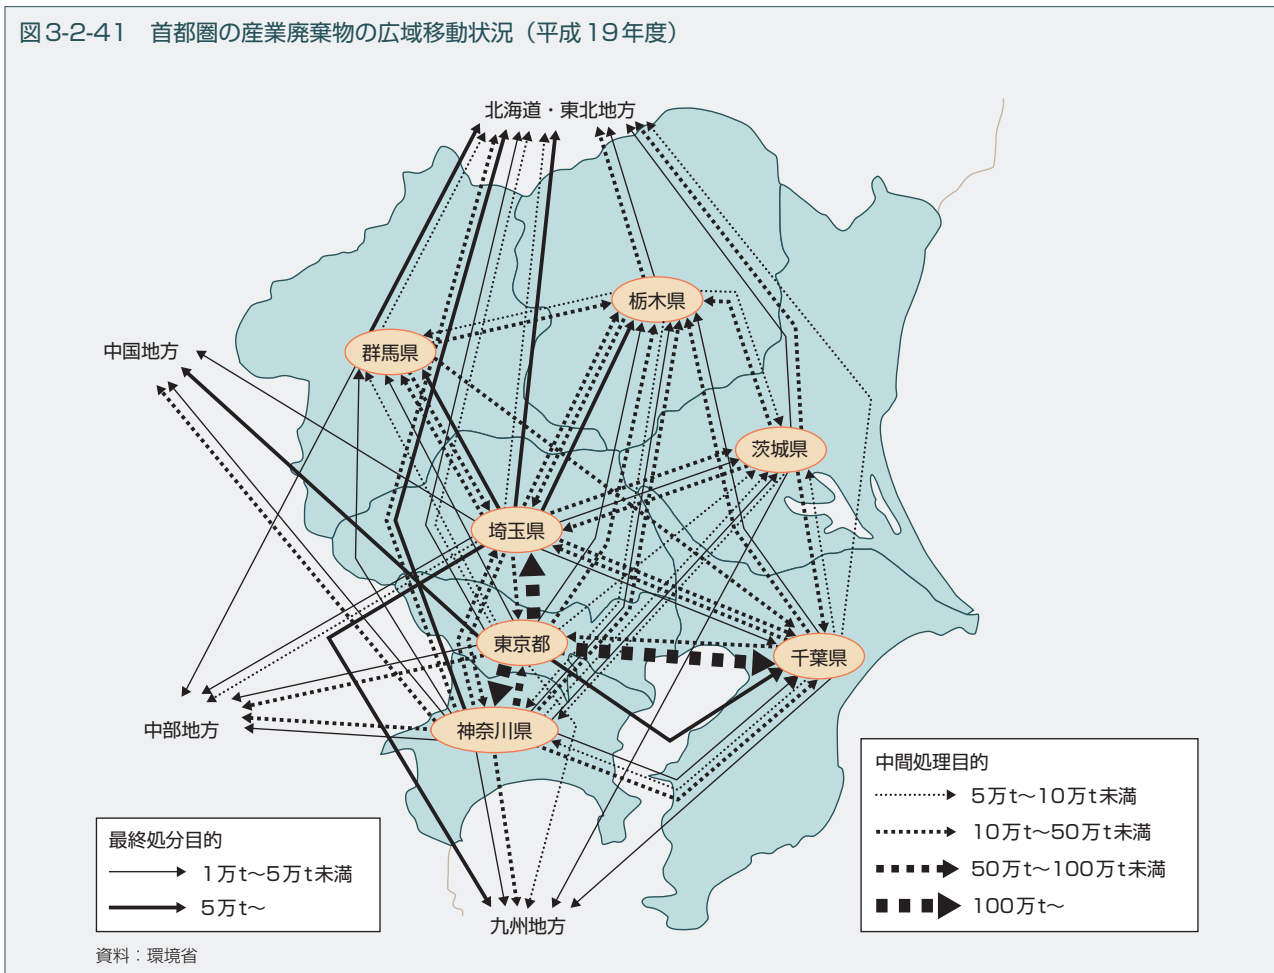 図3-2-41 首都圏の産業廃棄物の広域移動状況（平成19年度）
北海道・東北地方
栃木県
群馬県
中国地方
茨城県
埼玉県
東京都
千葉県
中部地方
神奈川県
九州地方
最終処分目的
1万t～5万t未満
5万t～
中間処理目的
5万t～10万t未満
10万t～50万t未満
50万t～100万t未満
100万t～
資料：環境省